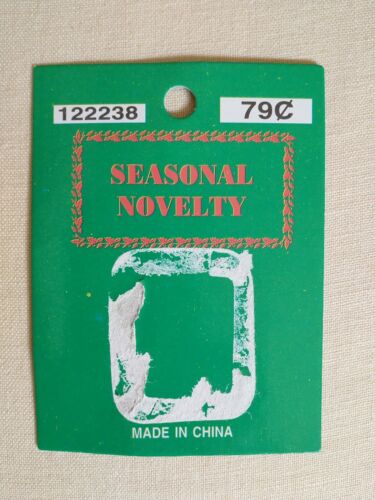 122238 79¢
SEASONAL
NOVELTY
MADE IN CHINA